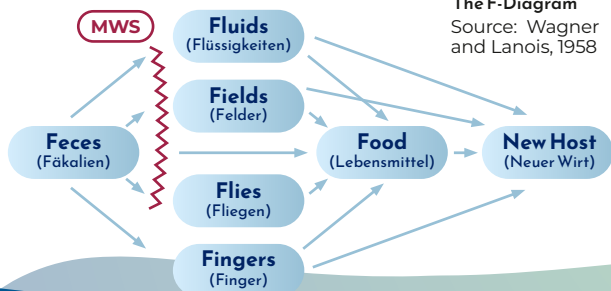 The F-Diagram
Source: Wagner
and Lanois, 1958
MWS
Fluids
(Flüssigkeiten)
Fields
(Felder)
Feces
(Fäkalien)
Food
(Lebensmittel)
New Host
(Neuer Wirt)
Flies
(Fliegen)
Fingers
(Finger)